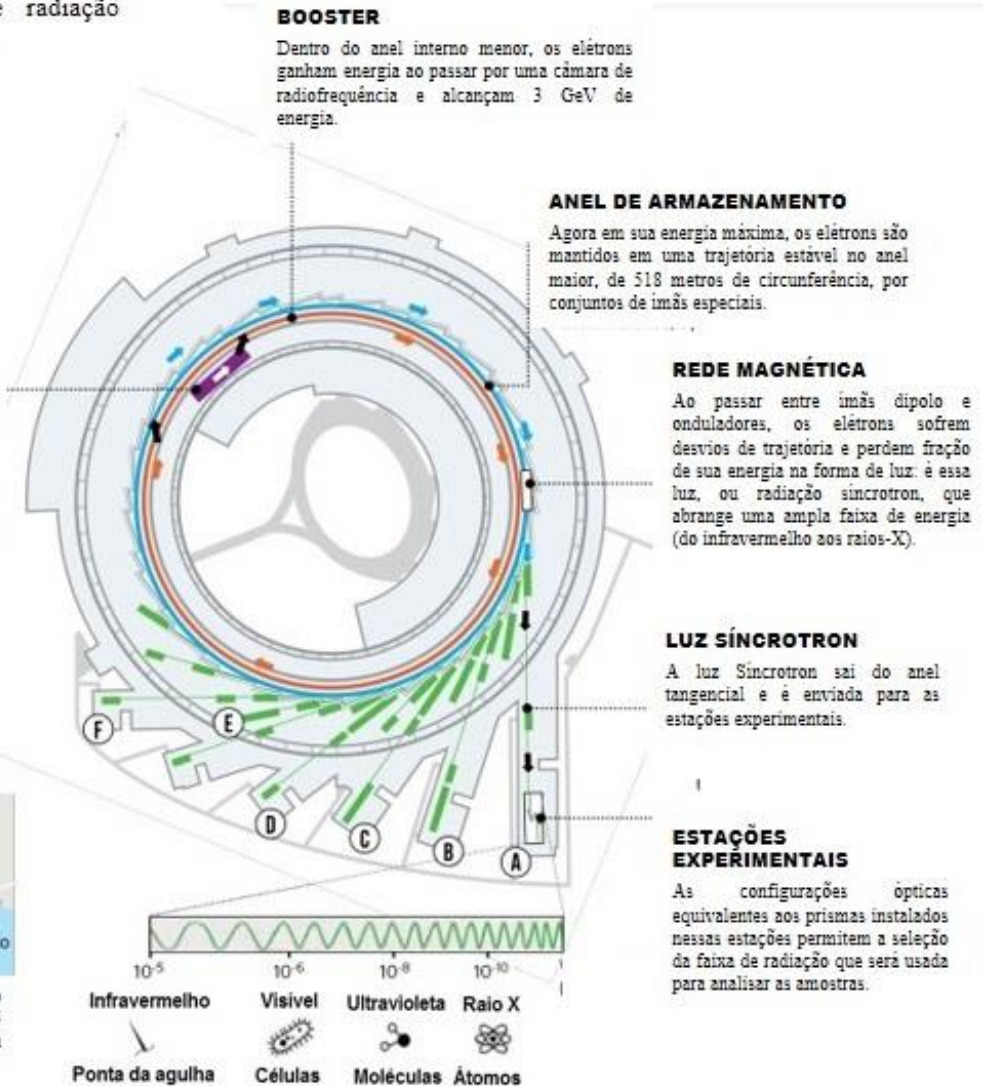 e radiação
BOOSTER
Dentro do anel interno menor, os elétrons
ganham energia ao passar por uma câmara de
radiofrequência e alcançam 3 GeV de
energia.
ANEL DE ARMAZENAMENTO
Agora em sua energia máxima, os elétrons são
mantidos em uma trajetória estável no anel
maior, de 518 metros de circunferência, por
conjuntos de imãs especiais.
REDE MAGNÉTICA
Ao passar entre imãs dipolo e
onduladores, os elétrons sofrem
desvios de trajetória e perdem fração
de sua energia na forma de luz: é essa
luz, ou radiação sincrotron, que
abrange uma ampla faixa de energia
(do infravermelho aos raios-X).
LUZ SÍNCROTRON
A luz Sincrotron sai do anel
tangencial e é enviada para as
estações experimentais.
ESTAÇÕES
EXPERIMENTAIS
As configurações ópticas
equivalentes aos prismas instalados
nessas estações permitem a seleção
da faixa de radiação que será usada
para analisar as amostras.
F
E
D
C
B
A
10-5 10-6 10-8 10-10
Infravermelho Visível Ultravioleta Raio X
Ponta da agulha Células Moléculas Átomos